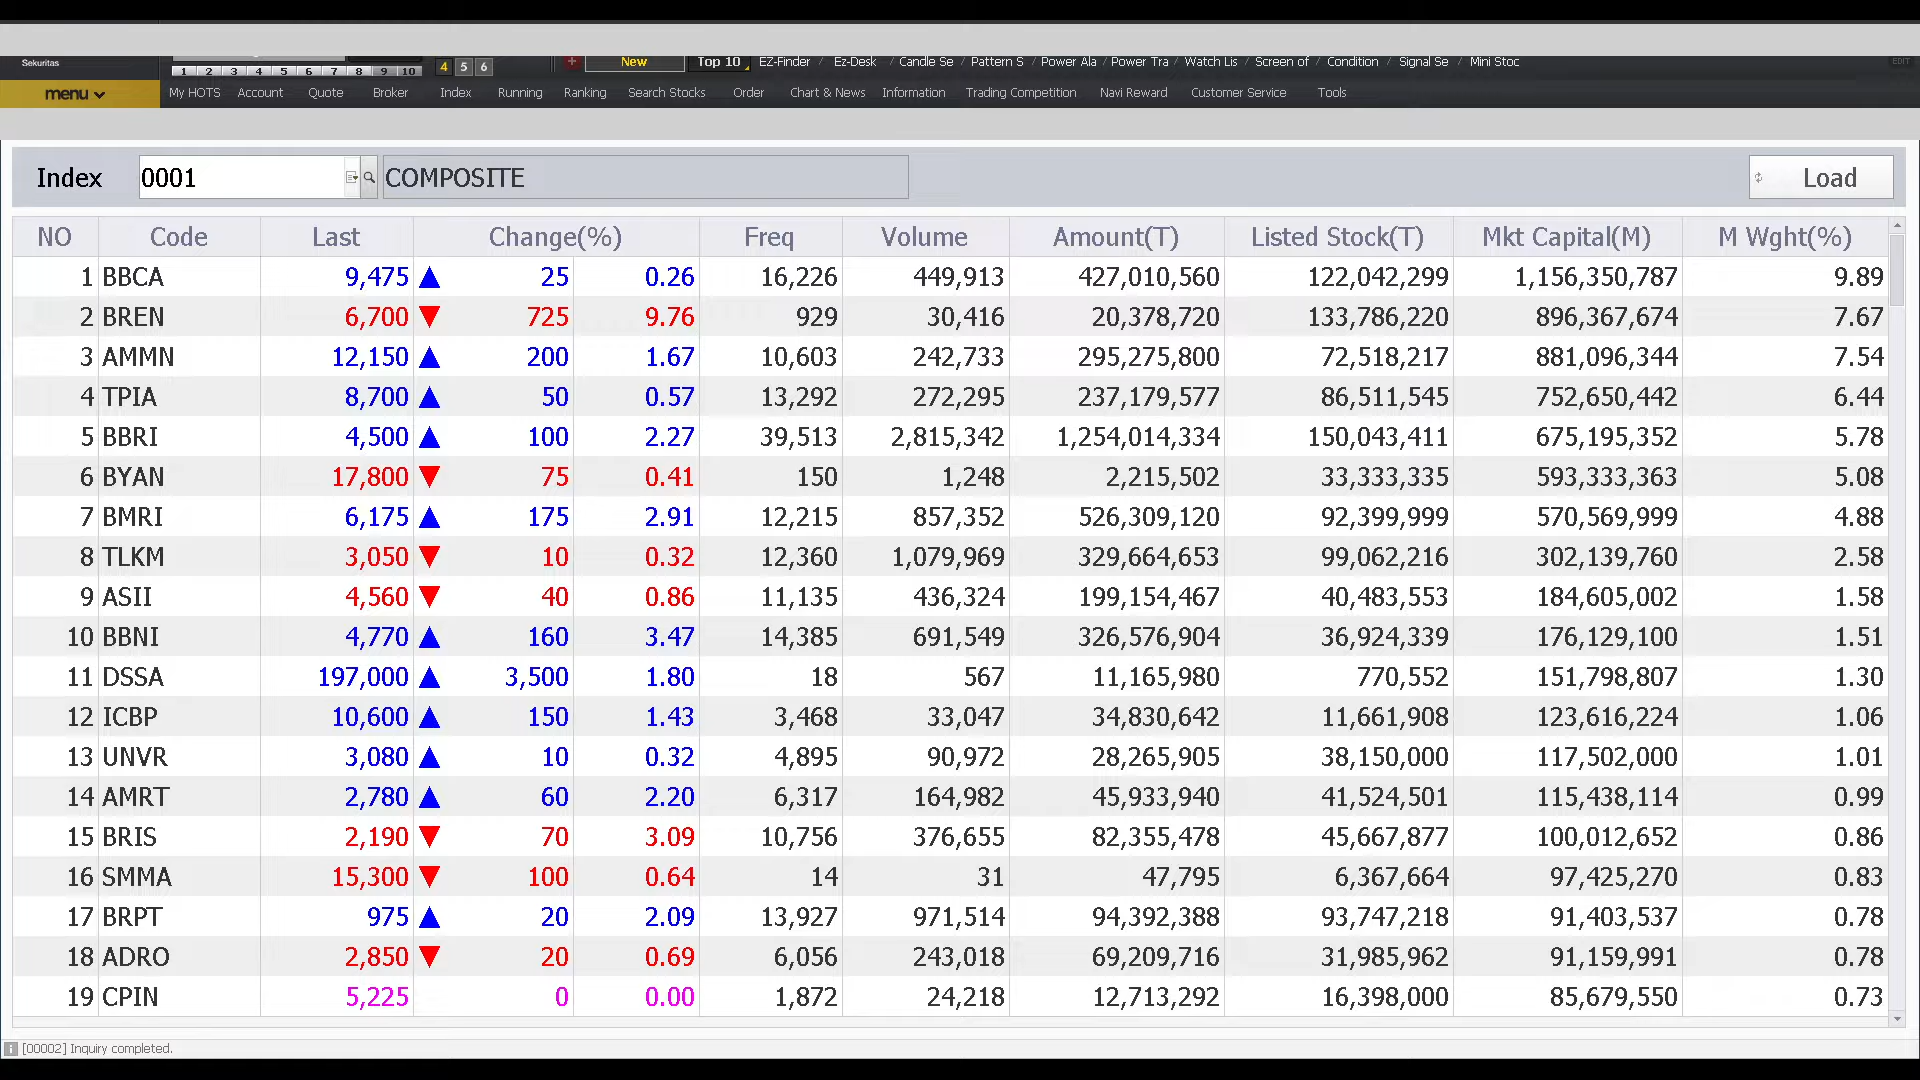 Sekuritas
1 2 3 4 5 6 7 8 9 10 4 5 6 New Top 10 EZ-Finder / Ez-Desk / Candle Se / Pattern S / Power Ala / Power Tra / Watch Lis / Screen of / Condition / Signal Se / Mini Stoc EDIT
menu My HOTS Account Quote Broker Index Running Ranking Search Stocks Order Chart & News Information Trading Competition Navi Reward Customer Service Tools
Index 0001 COMPOSITE Load
NO Code Last Change(%) Freq Volume Amount(T) Listed Stock(T) Mkt Capital(M) M Wght(%)
1 BBCA 9,475 ▲ 25 0.26 16,226 449,913 427,010,560 122,042,299 1,156,350,787 9.89
2 BREN 6,700 ▼ 725 9.76 929 30,416 20,378,720 133,786,220 896,367,674 7.67
3 AMMN 12,150 ▲ 200 1.67 10,603 242,733 295,275,800 72,518,217 881,096,344 7.54
4 TPIA 8,700 ▲ 50 0.57 13,292 272,295 237,179,577 86,511,545 752,650,442 6.44
5 BBRI 4,500 ▲ 100 2.27 39,513 2,815,342 1,254,014,334 150,043,411 675,195,352 5.78
6 BYAN 17,800 ▼ 75 0.41 150 1,248 2,215,502 33,333,335 593,333,363 5.08
7 BMRI 6,175 ▲ 175 2.91 12,215 857,352 526,309,120 92,399,999 570,569,999 4.88
8 TLKM 3,050 ▼ 10 0.32 12,360 1,079,969 329,664,653 99,062,216 302,139,760 2.58
9 ASII 4,560 ▼ 40 0.86 11,135 436,324 199,154,467 40,483,553 184,605,002 1.58
10 BBNI 4,770 ▲ 160 3.47 14,385 691,549 326,576,904 36,924,339 176,129,100 1.51
11 DSSA 197,000 ▲ 3,500 1.80 18 567 11,165,980 770,552 151,798,807 1.30
12 ICBP 10,600 ▲ 150 1.43 3,468 33,047 34,830,642 11,661,908 123,616,224 1.06
13 UNVR 3,080 ▲ 10 0.32 4,895 90,972 28,265,905 38,150,000 117,502,000 1.01
14 AMRT 2,780 ▲ 60 2.20 6,317 164,982 45,933,940 41,524,501 115,438,114 0.99
15 BRIS 2,190 ▼ 70 3.09 10,756 376,655 82,355,478 45,667,877 100,012,652 0.86
16 SMMA 15,300 ▼ 100 0.64 14 31 47,795 6,367,664 97,425,270 0.83
17 BRPT 975 ▲ 20 2.09 13,927 971,514 94,392,388 93,747,218 91,403,537 0.78
18 ADRO 2,850 ▼ 20 0.69 6,056 243,018 69,209,716 31,985,962 91,159,991 0.78
19 CPIN 5,225 0 0.00 1,872 24,218 12,713,292 16,398,000 85,679,550 0.73
[00002] Inquiry completed.